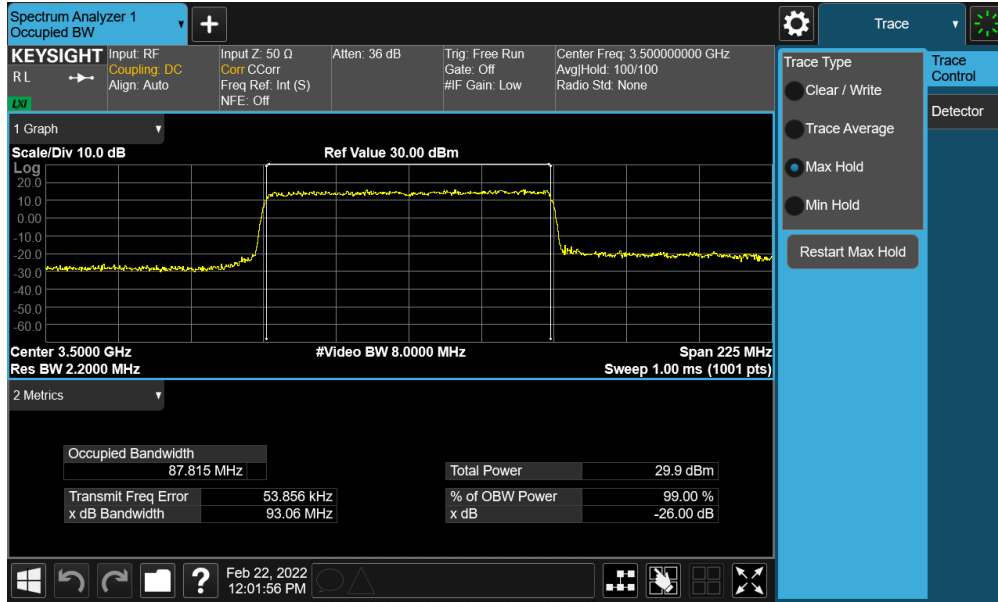 Spectrum Analyzer 1
Occupied BW
+
Trace
KEYSIGHT
R L
LXI
Input: RF
Coupling: DC
Align: Auto
Input Z: 50 Ω
Corr CCorr
Freq Ref: Int (S)
NFE: Off
Atten: 36 dB
Trig: Free Run
Gate: Off
#IF Gain: Low
Center Freq: 3.500000000 GHz
Avg|Hold: 100/100
Radio Std: None
1 Graph
Scale/Div 10.0 dB
Ref Value 30.00 dBm
Log
20.0
10.0
0.00
-10.0
-20.0
-30.0
-40.0
-50.0
-60.0
Center 3.5000 GHz
#Video BW 8.0000 MHz
Span 225 MHz
Res BW 2.2000 MHz
Sweep 1.00 ms (1001 pts)
2 Metrics
Occupied Bandwidth
87.815 MHz
Transmit Freq Error 53.856 kHz
x dB Bandwidth 93.06 MHz
Total Power 29.9 dBm
% of OBW Power 99.00 %
x dB -26.00 dB
Trace Type
Clear / Write
Trace Average
Max Hold
Min Hold
Restart Max Hold
Trace
Control
Detector
?
Feb 22, 2022
12:01:56 PM